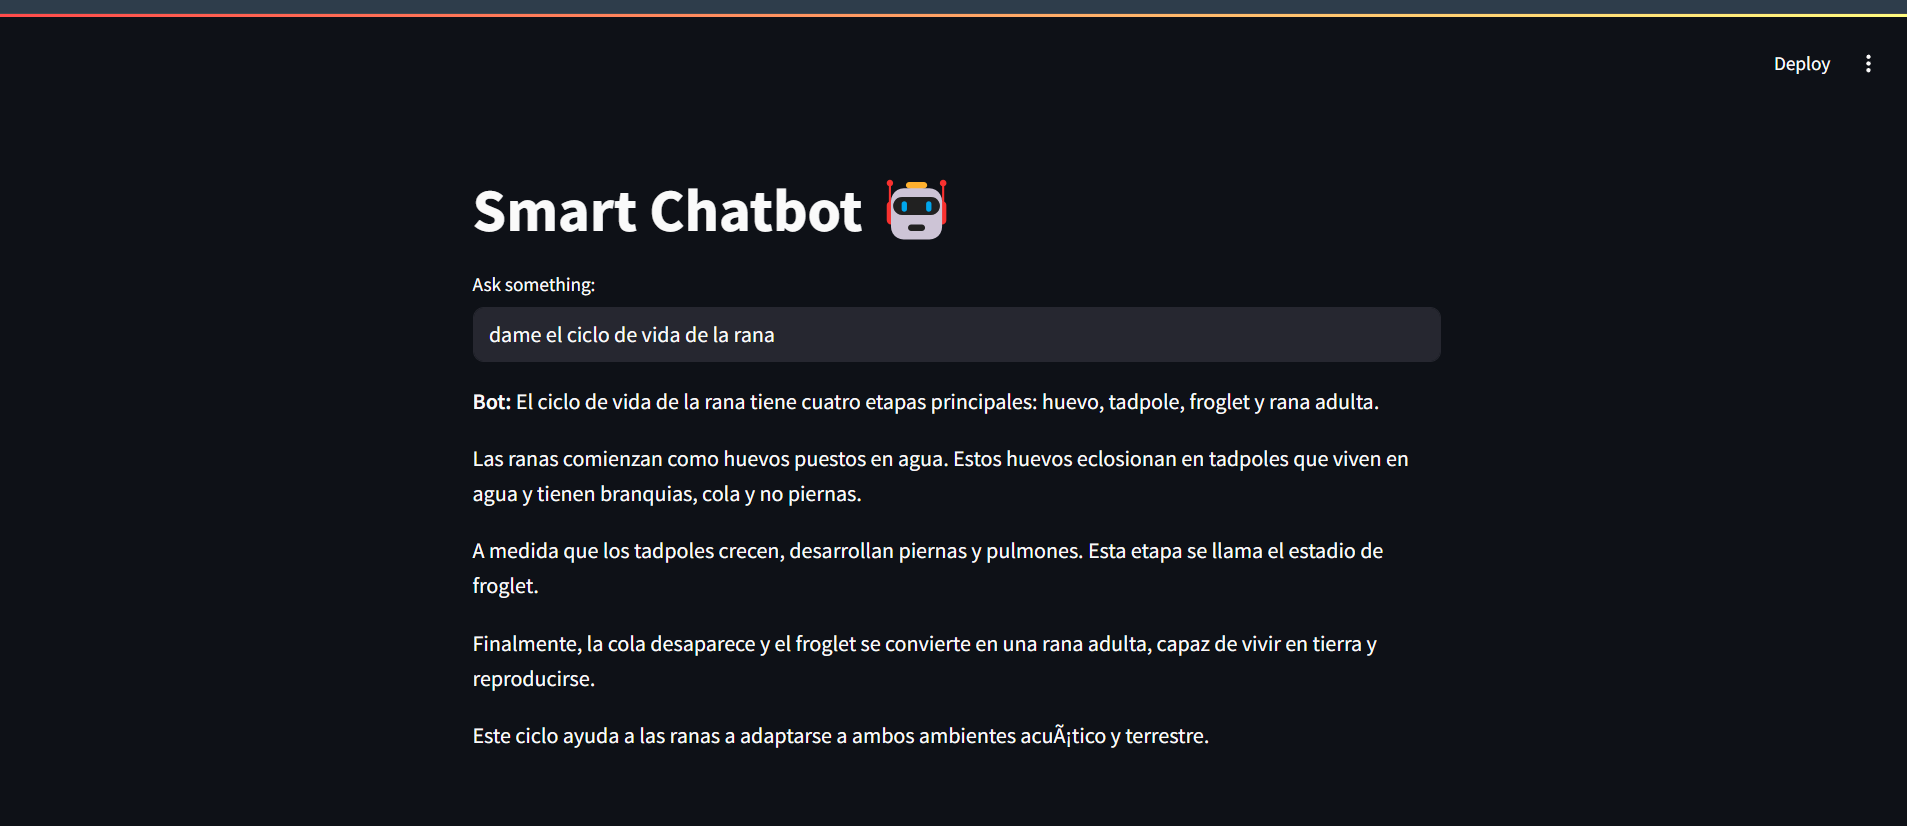 Deploy
Smart Chatbot
Ask something:
dame el ciclo de vida de la rana
Bot: El ciclo de vida de la rana tiene cuatro etapas principales: huevo, tadpole, froglet y rana adulta.
Las ranas comienzan como huevos puestos en agua. Estos huevos eclosionan en tadpoles que viven en
agua y tienen branquias, cola y no piernas.
A medida que los tadpoles crecen, desarrollan piernas y pulmones. Esta etapa se llama el estadio de
froglet.
Finalmente, la cola desaparece y el froglet se convierte en una rana adulta, capaz de vivir en tierra y
reproducirse.
Este ciclo ayuda a las ranas a adaptarse a ambos ambientes acuÃ¡tico y terrestre.